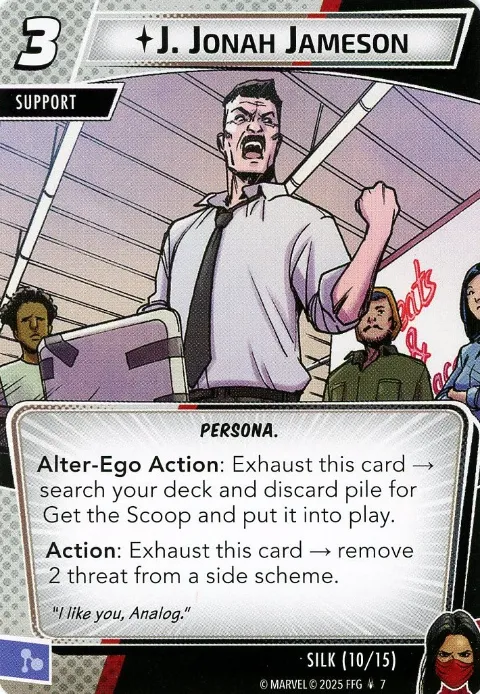 3
J. Jonah Jameson
SUPPORT
PERSONA.
Alter-Ego Action: Exhaust this card →
search your deck and discard pile for
Get the Scoop and put it into play.
Action: Exhaust this card → remove
2 threat from a side scheme.
"I like you, Analog."
SILK (10/15)
© MARVEL © 2025 FFG 7